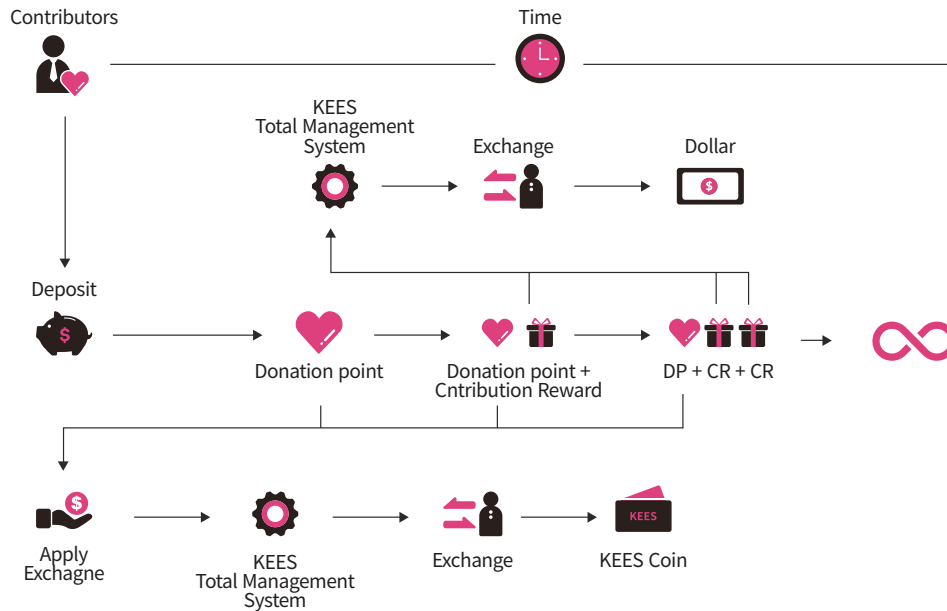 Contributors
Time
KEES
Total Management
System
Exchange
Dollar
$
Deposit
$
Donation point
Donation point +
Cntribution Reward
DP + CR + CR
$
KEES
Apply
Exchagne
KEES
Total Management
System
Exchange
KEES Coin